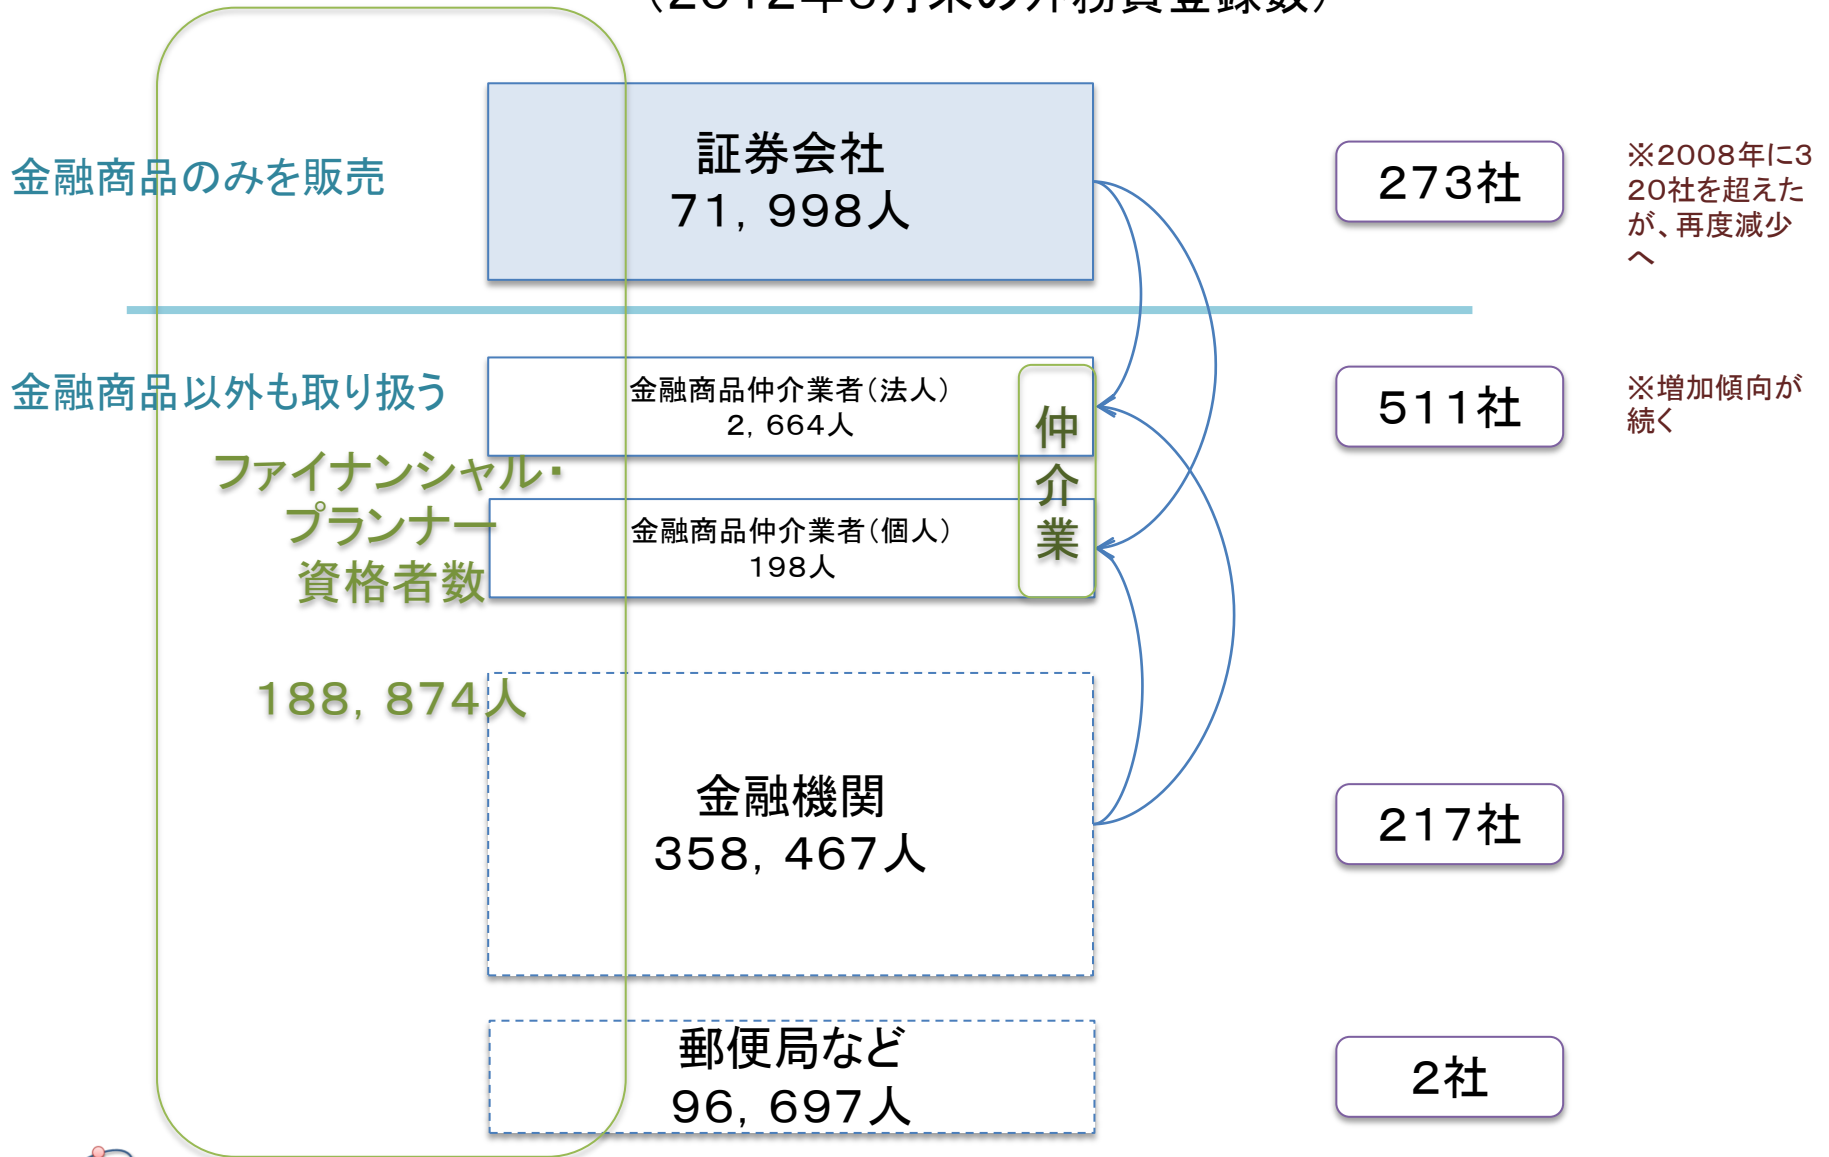 金融商品のみを販売
証券会社
71，998人
273社
※2008年に3
20社を超えた
が、再度減少
へ
金融商品以外も取り扱う
金融商品仲介業者（法人）
2，664人
仲
介
業
511社
※増加傾向が
続く
ファイナンシャル・
プランナー
資格者数
188，874人
金融商品仲介業者（個人）
198人
金融機関
358，467人
217社
郵便局など
96，697人
2社